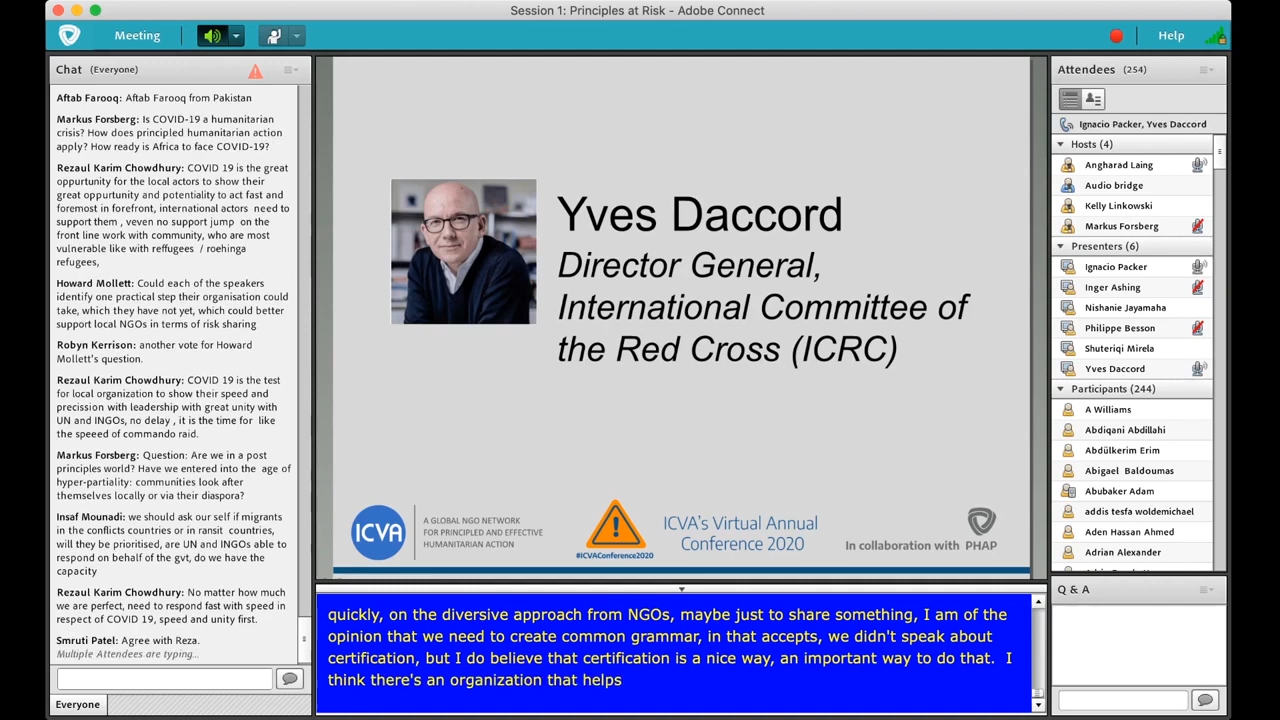 Session 1: Principles at Risk - Adobe Connect
Meeting
Help
Chat (Everyone)
Aftab Farooq: Aftab Farooq from Pakistan
Markus Forsberg: Is COVID-19 a humanitarian
crisis? How does principled humanitarian action
apply? How ready is Africa to face COVID-19?
Rezaul Karim Chowdhury: COVID 19 is the great
opportunity for the local actors to show their
great opportunity and potentiality to act fast and
foremost in forefront, international actors need to
support them , veven no support jump on the
front line work with community, who are most
vulnerable like with reffugees / roehinga
refugees,
Howard Mollett: Could each of the speakers
identify one practical step their organisation could
take, which they have not yet, which could better
support local NGOs in terms of risk sharing
Robyn Kerrison: another vote for Howard
Mollett's question.
Rezaul Karim Chowdhury: COVID 19 is the test
for local organization to show their speed and
precission with leadership with great unity with
UN and INGOs, no delay , it is the time for like
the speeed of commando raid.
Markus Forsberg: Question: Are we in a post
principles world? Have we entered into the age of
hyper-partiality: communities look after
themselves locally or via their diaspora?
Insaf Mounadi: we should ask our self if migrants
in the conflicts countries or in ansit countries,
will they be prioritised, are UN and INGOs able to
respond on behalf of the gvt, do we have the
capacity
Rezaul Karim Chowdhury: No matter how much
we are perfect, need to respond fast with speed in
respect of COVID 19, speed and unity first.
Smruti Patel: Agree with Reza.
Multiple Attendees are typing...
Everyone
Yves Daccord
Director General,
International Committee of
the Red Cross (ICRC)
ICVA
A GLOBAL NGO NETWORK
FOR PRINCIPLED AND EFFECTIVE
HUMANITARIAN ACTION
#ICVAConference2020
ICVA's Virtual Annual
Conference 2020
In collaboration with PHAP
quickly, on the diversive approach from NGOs, maybe just to share something, I am of the
opinion that we need to create common grammar, in that accepts, we didn't speak about
certification, but I do believe that certification is a nice way, an important way to do that. I
think there's an organization that helps
Attendees (254)
Ignacio Packer, Yves Daccord
Hosts (4)
Angharad Laing
Audio bridge
Kelly Linkowski
Markus Forsberg
Presenters (6)
Ignacio Packer
Inger Ashing
Nishanie Jayamaha
Philippe Besson
Shuteriqi Mirela
Yves Daccord
Participants (244)
A Williams
Abdiqani Abdillahi
Abdülkerim Erim
Abigael Baldoumas
Abubaker Adam
addis tesfa woldemichael
Aden Hassan Ahmed
Adrian Alexander
Q & A